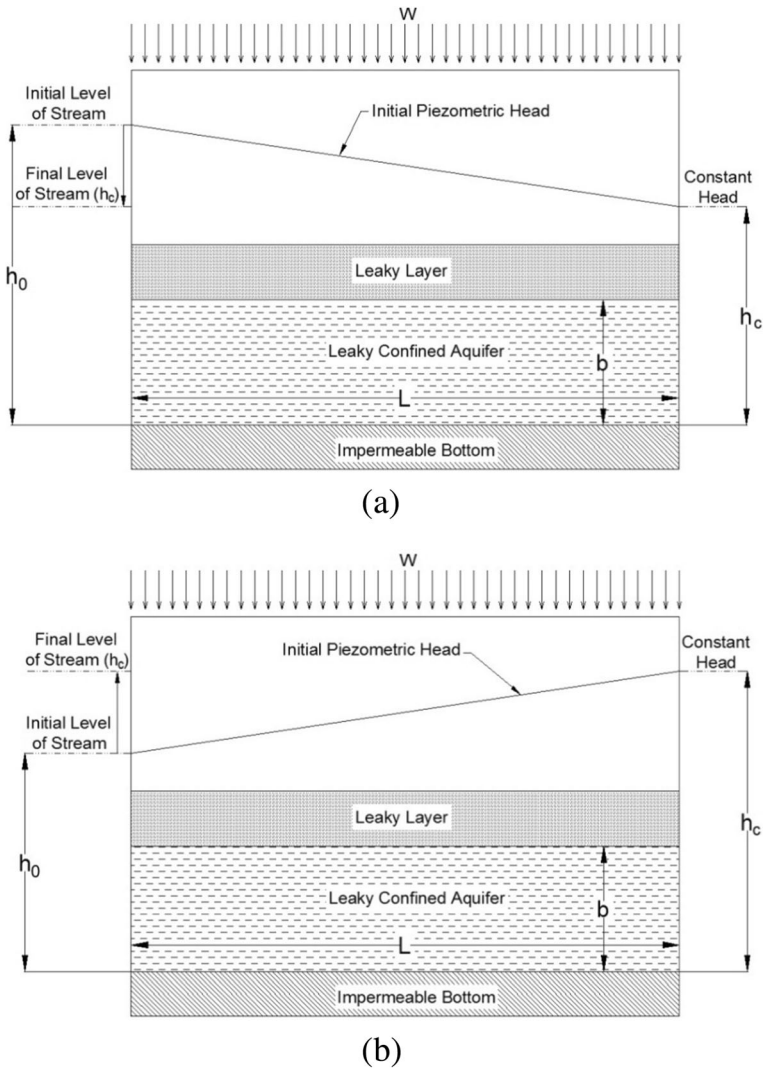 W
Initial Level
of Stream
Initial Piezometric Head
Final Level
of Stream (hc)
Constant
Head
h0
Leaky Layer
hc
Leaky Confined Aquifer
b
L
Impermeable Bottom
(a)
W
Final Level
of Stream (hc)
Initial Piezometric Head
Constant
Head
Initial Level
of Stream
Leaky Layer
hc
h0
Leaky Confined Aquifer
b
L
Impermeable Bottom
(b)